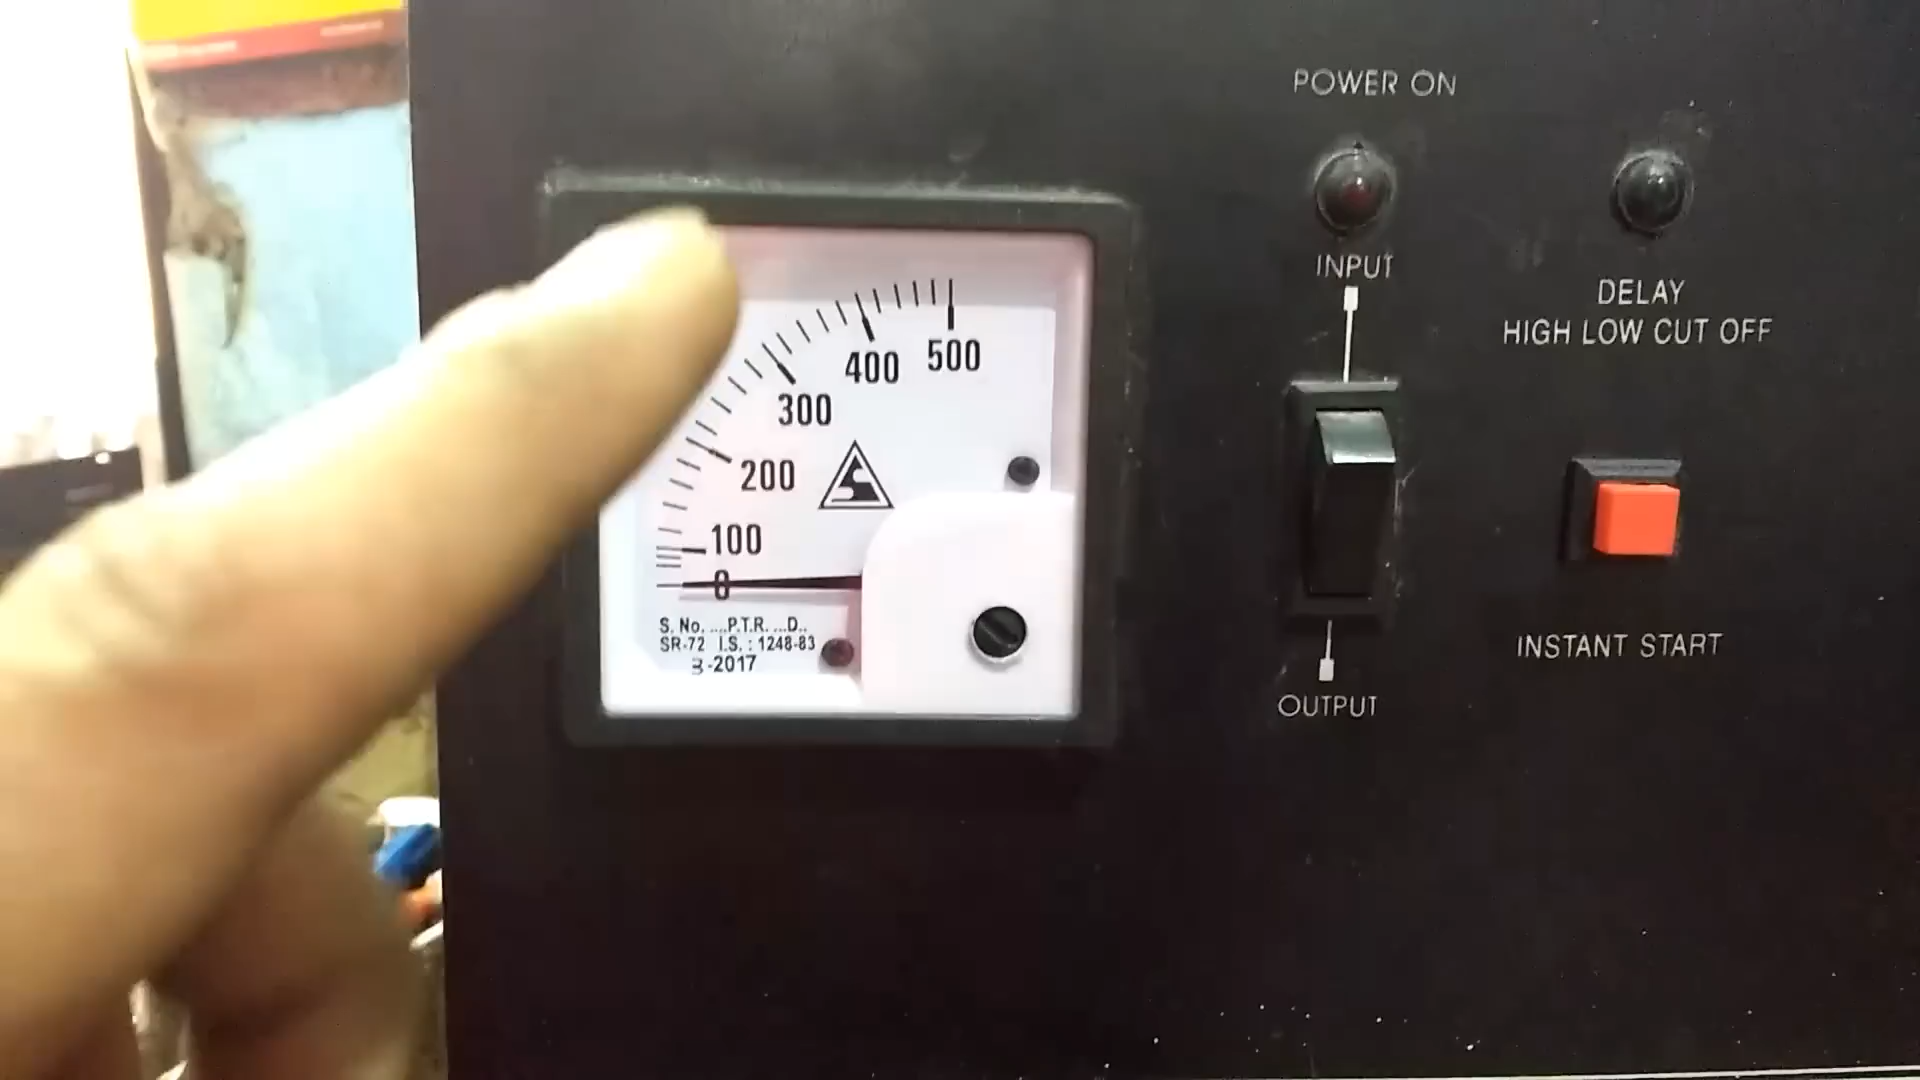 POWER ON
INPUT
DELAY
HIGH LOW CUT OFF
500
400
300
200
100
0
S. No. ....P.T.R. ...D..
SR-72 I.S. : 1248-83
3-2017
INSTANT START
OUTPUT